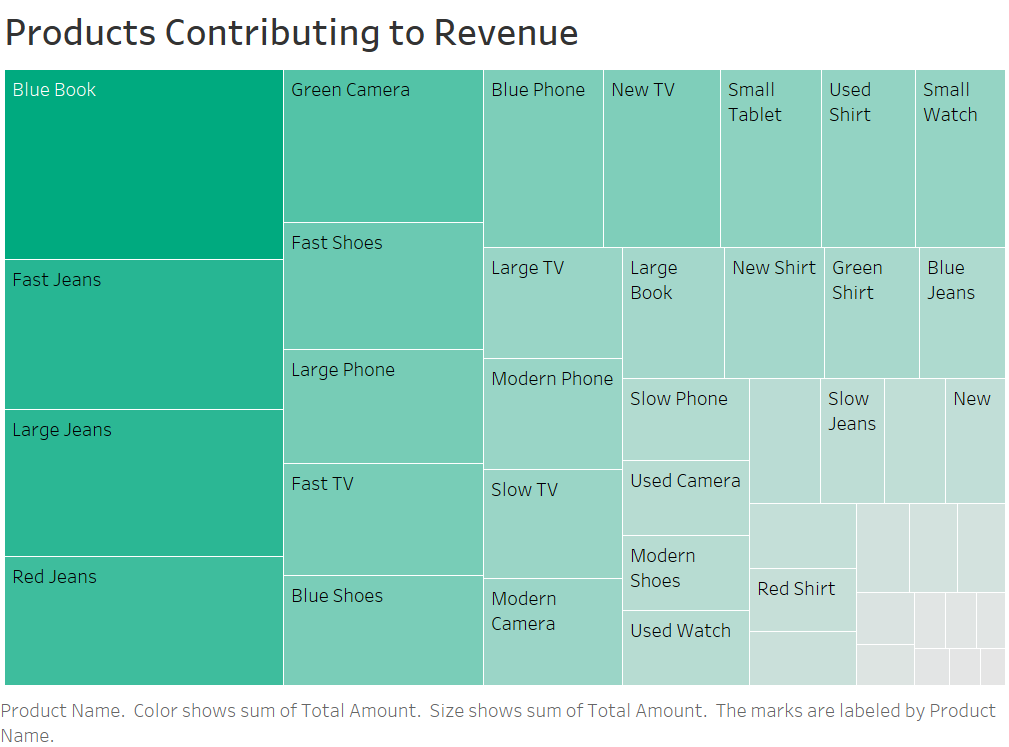 Products Contributing to Revenue
Blue Book
Fast Jeans
Large Jeans
Red Jeans
Green Camera
Fast Shoes
Large Phone
Fast TV
Blue Shoes
Blue Phone
New TV
Small
Tablet
Used
Shirt
Small
Watch
Large TV
Modern Phone
Slow TV
Modern
Camera
Large
Book
New Shirt
Green
Shirt
Blue
Jeans
Slow Phone
Used Camera
Modern
Shoes
Used Watch
Slow
Jeans
New
Red Shirt
Product Name.  Color shows sum of Total Amount.  Size shows sum of Total Amount.  The marks are labeled by Product
Name.